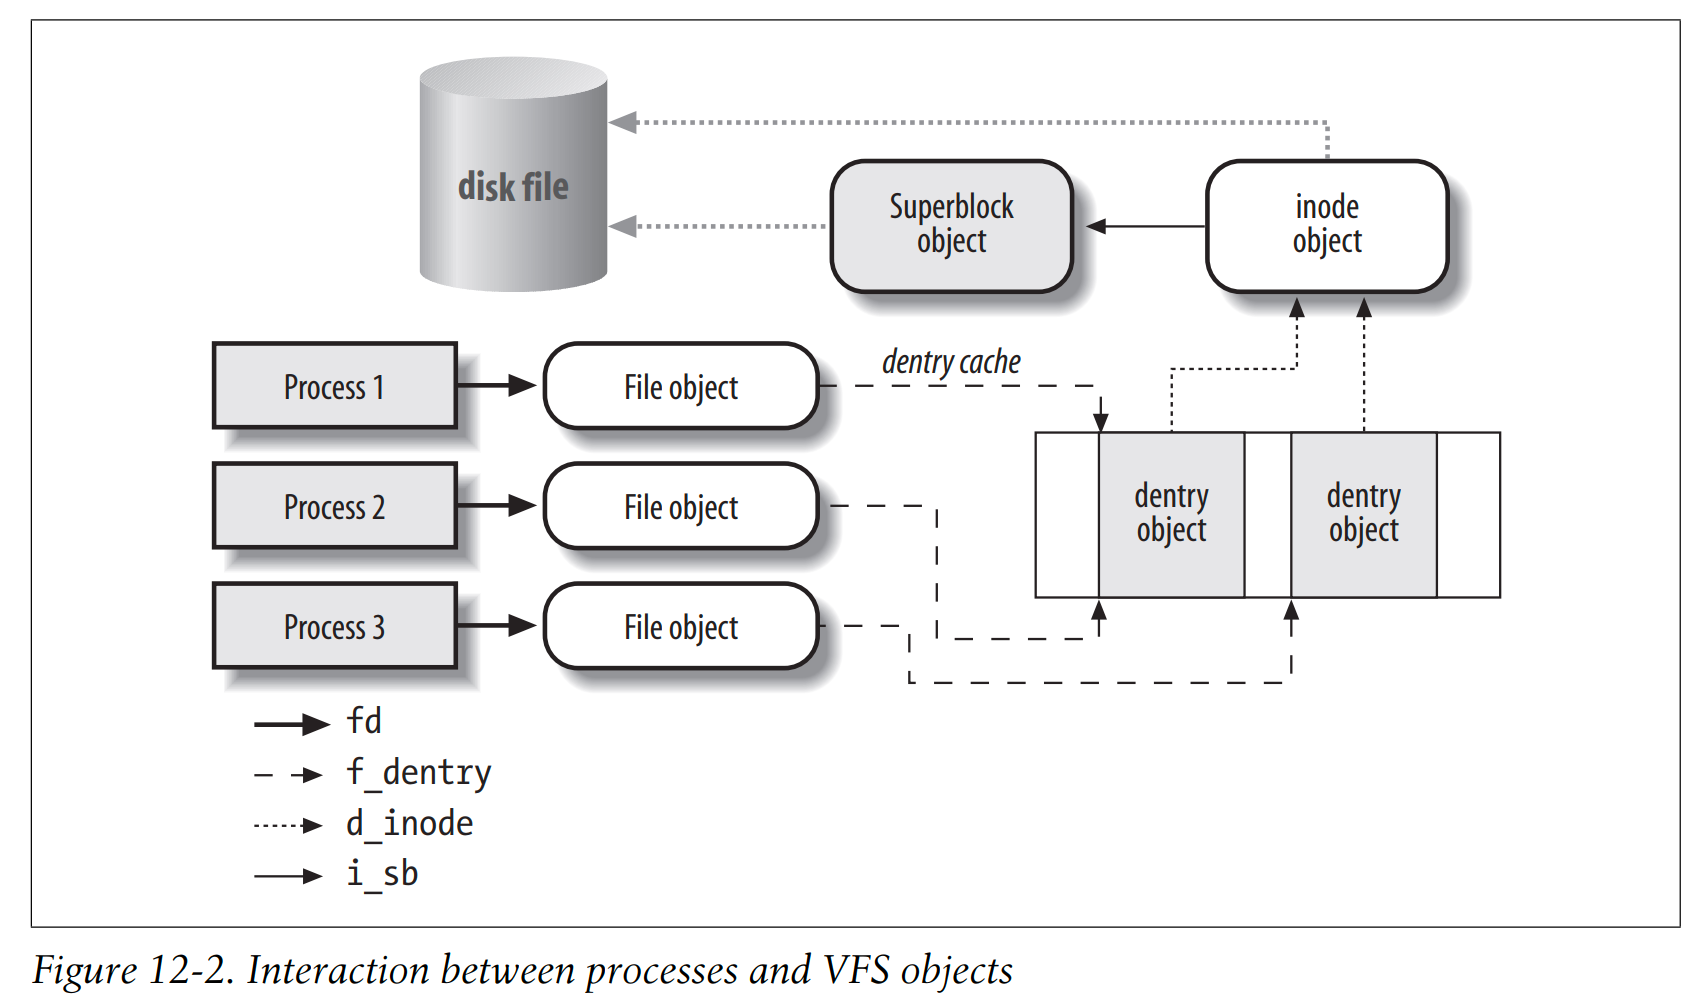 disk file
Superblock
object
inode
object
Process 1
File object
dentry cache
Process 2
File object
dentry
object
dentry
object
Process 3
File object
fd
f_dentry
d_inode
i_sb
Figure 12-2. Interaction between processes and VFS objects